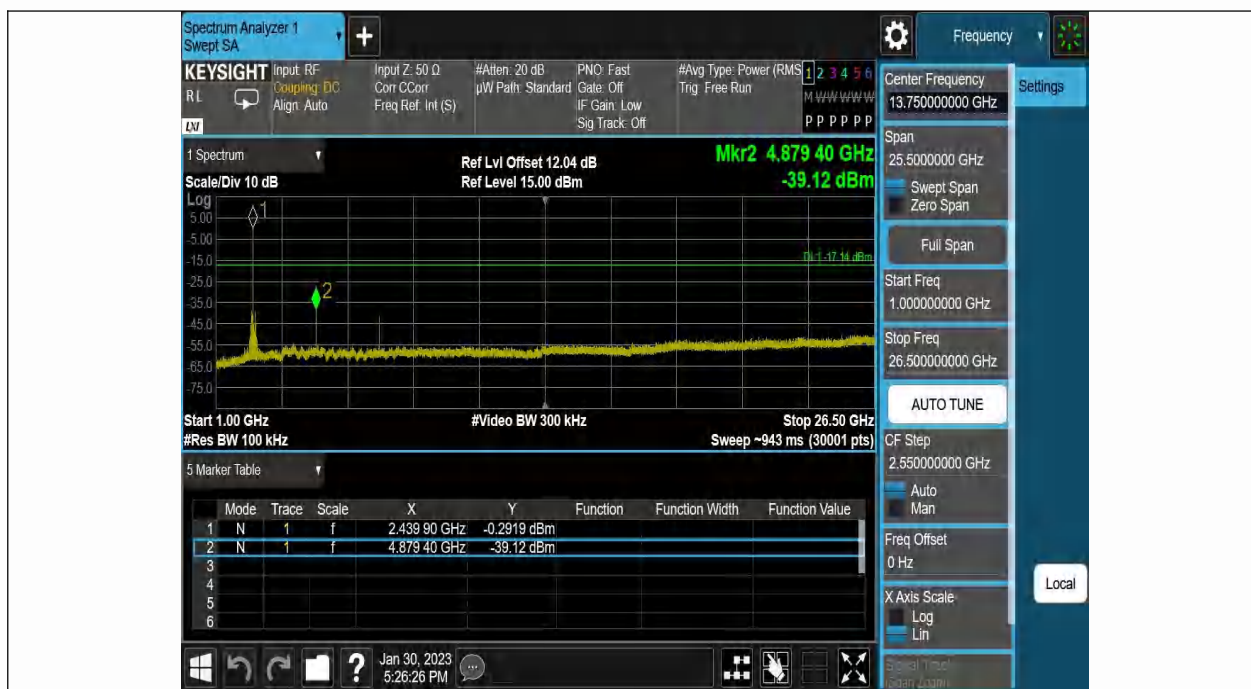 Spectrum Analyzer 1
Swept SA
+
Frequency
KEYSIGHT
RL
LXI
Input: RF
Coupling: DC
Align: Auto
Input Z: 50 Ω
Corr CCorr
Freq Ref: Int (S)
#Atten: 20 dB
µW Path: Standard
PNO: Fast
Gate: Off
IF Gain: Low
Sig Track: Off
#Avg Type: Power (RMS
Trig: Free Run
1 2 3 4 5 6
M W W W W W
P P P P P P
Center Frequency
13.750000000 GHz
Settings
Span
25.5000000 GHz
Swept Span
Zero Span
Full Span
Start Freq
1.000000000 GHz
Stop Freq
26.500000000 GHz
AUTO TUNE
CF Step
2.550000000 GHz
Auto
Man
Freq Offset
0 Hz
X Axis Scale
Log
Lin
Signal Track
(Span Zoom)
Local
1 Spectrum
Scale/Div 10 dB
Ref Lvl Offset 12.04 dB
Ref Level 15.00 dBm
Mkr2 4.879 40 GHz
-39.12 dBm
Log
5.00
-5.00
-15.0
-25.0
-35.0
-45.0
-55.0
-65.0
-75.0
1
2
DL1 -17.14 dBm
Start 1.00 GHz
#Video BW 300 kHz
Stop 26.50 GHz
#Res BW 100 kHz
Sweep ~943 ms (30001 pts)
5 Marker Table
Mode Trace Scale X Y Function Function Width Function Value
1 N 1 f 2.439 90 GHz -0.2919 dBm
2 N 1 f 4.879 40 GHz -39.12 dBm
3
4
5
6
?
Jan 30, 2023
5:26:26 PM